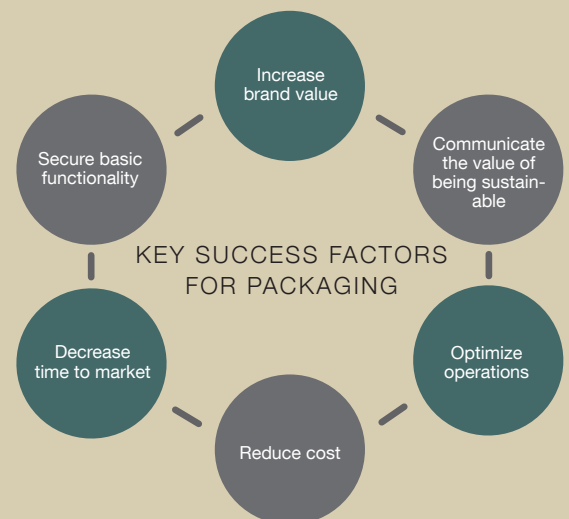 Increase
brand value
Communicate
the value of
being sustain-
able
Optimize
operations
Reduce cost
Decrease
time to market
Secure basic
functionality
KEY SUCCESS FACTORS
FOR PACKAGING